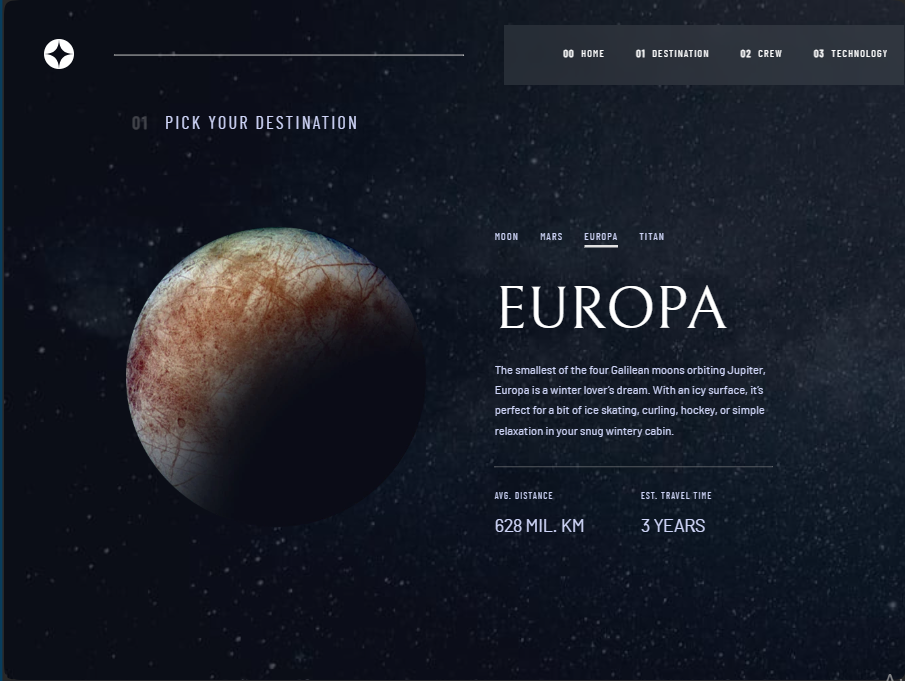 00 HOME 01 DESTINATION 02 CREW 03 TECHNOLOGY
01 PICK YOUR DESTINATION
MOON MARS EUROPA TITAN
EUROPA
The smallest of the four Galilean moons orbiting Jupiter,
Europa is a winter lover’s dream. With an icy surface, it’s
perfect for a bit of ice skating, curling, hockey, or simple
relaxation in your snug wintery cabin.
AVG. DISTANCE EST. TRAVEL TIME
628 MIL. KM 3 YEARS